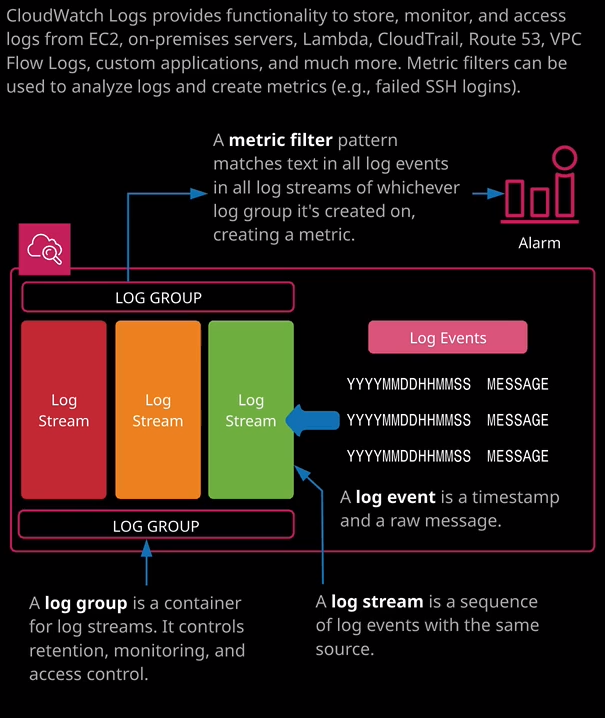 CloudWatch Logs provides functionality to store, monitor, and access
logs from EC2, on-premises servers, Lambda, CloudTrail, Route 53, VPC
Flow Logs, custom applications, and much more. Metric filters can be
used to analyze logs and create metrics (e.g., failed SSH logins).
A metric filter pattern
matches text in all log events
in all log streams of whichever
log group it's created on,
creating a metric.
Alarm
LOG GROUP
Log
Stream
Log
Stream
Log
Stream
Log Events
YYYYMMDDHHMMSS MESSAGE
YYYYMMDDHHMMSS MESSAGE
YYYYMMDDHHMMSS MESSAGE
A log event is a timestamp
and a raw message.
LOG GROUP
A log group is a container
for log streams. It controls
retention, monitoring, and
access control.
A log stream is a sequence
of log events with the same
source.